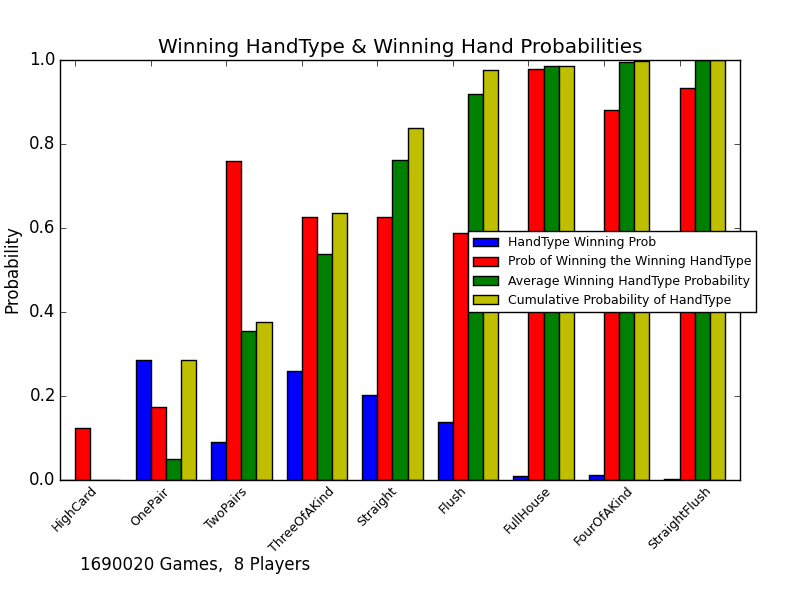 Winning HandType & Winning Hand Probabilities
1.0
0.8
0.6
0.4
0.2
0.0
Probability
HandType Winning Prob
Prob of Winning the Winning HandType
Average Winning HandType Probability
Cumulative Probability of HandType
HighCard
OnePair
TwoPairs
ThreeOfAKind
Straight
Flush
FullHouse
FourOfAKind
StraightFlush
1690020 Games,  8 Players